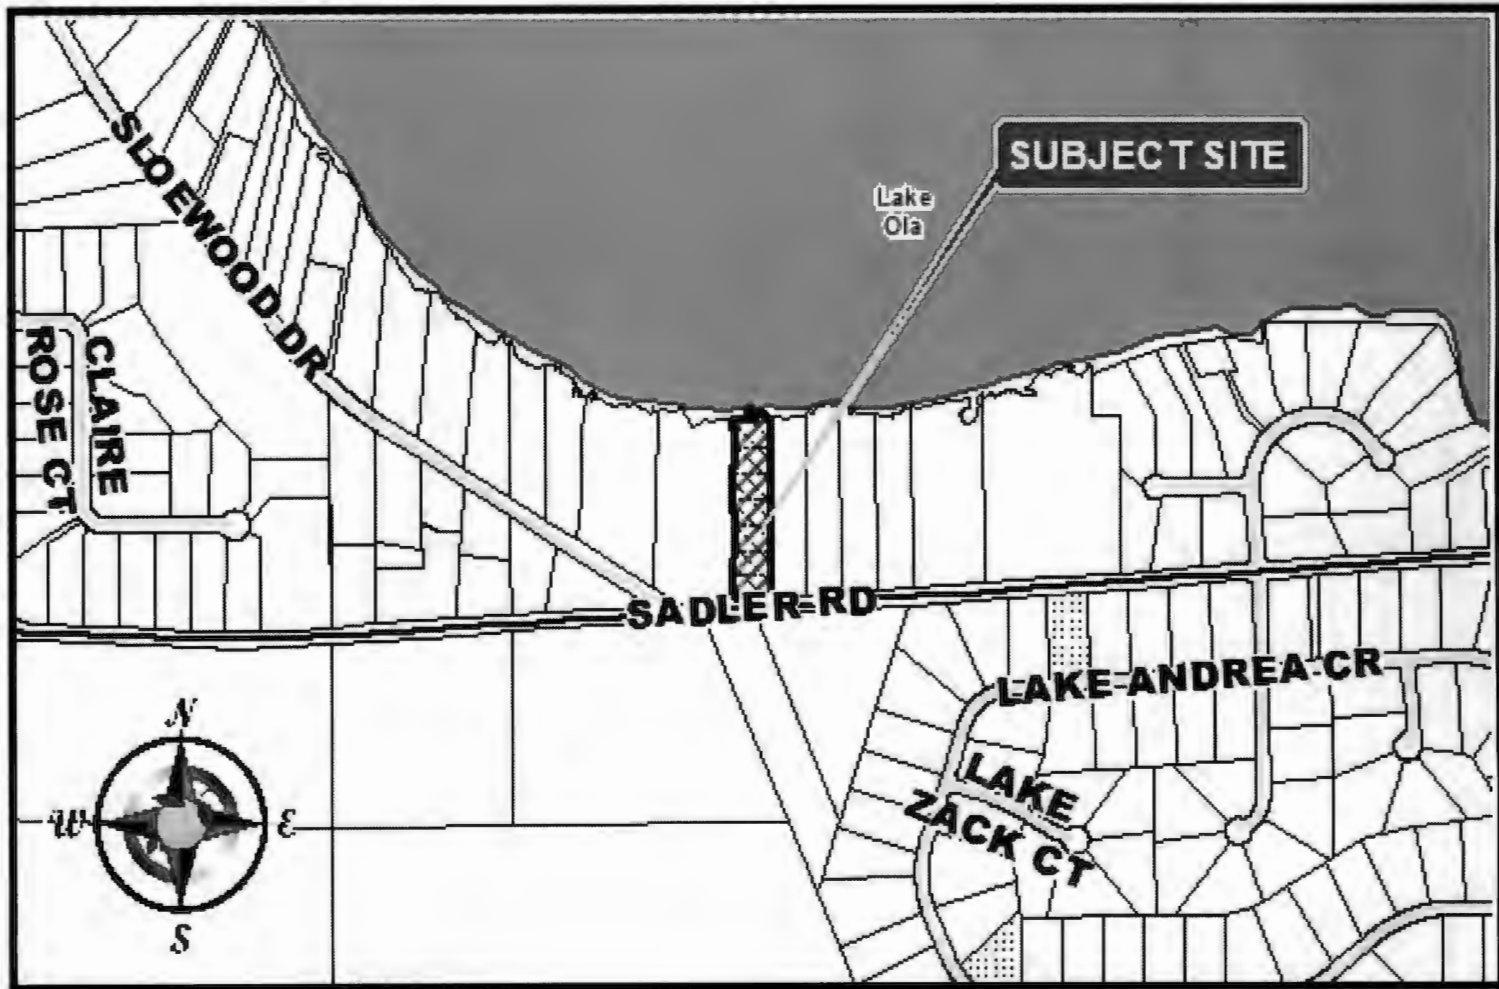 SUBJECT SITE
Lake
Ola
SLOEWOOD DR
CLAIRE
ROSE CT
SADLER RD
LAKE ANDREA CR
LAKE
ZACK CT
N
W
E
S